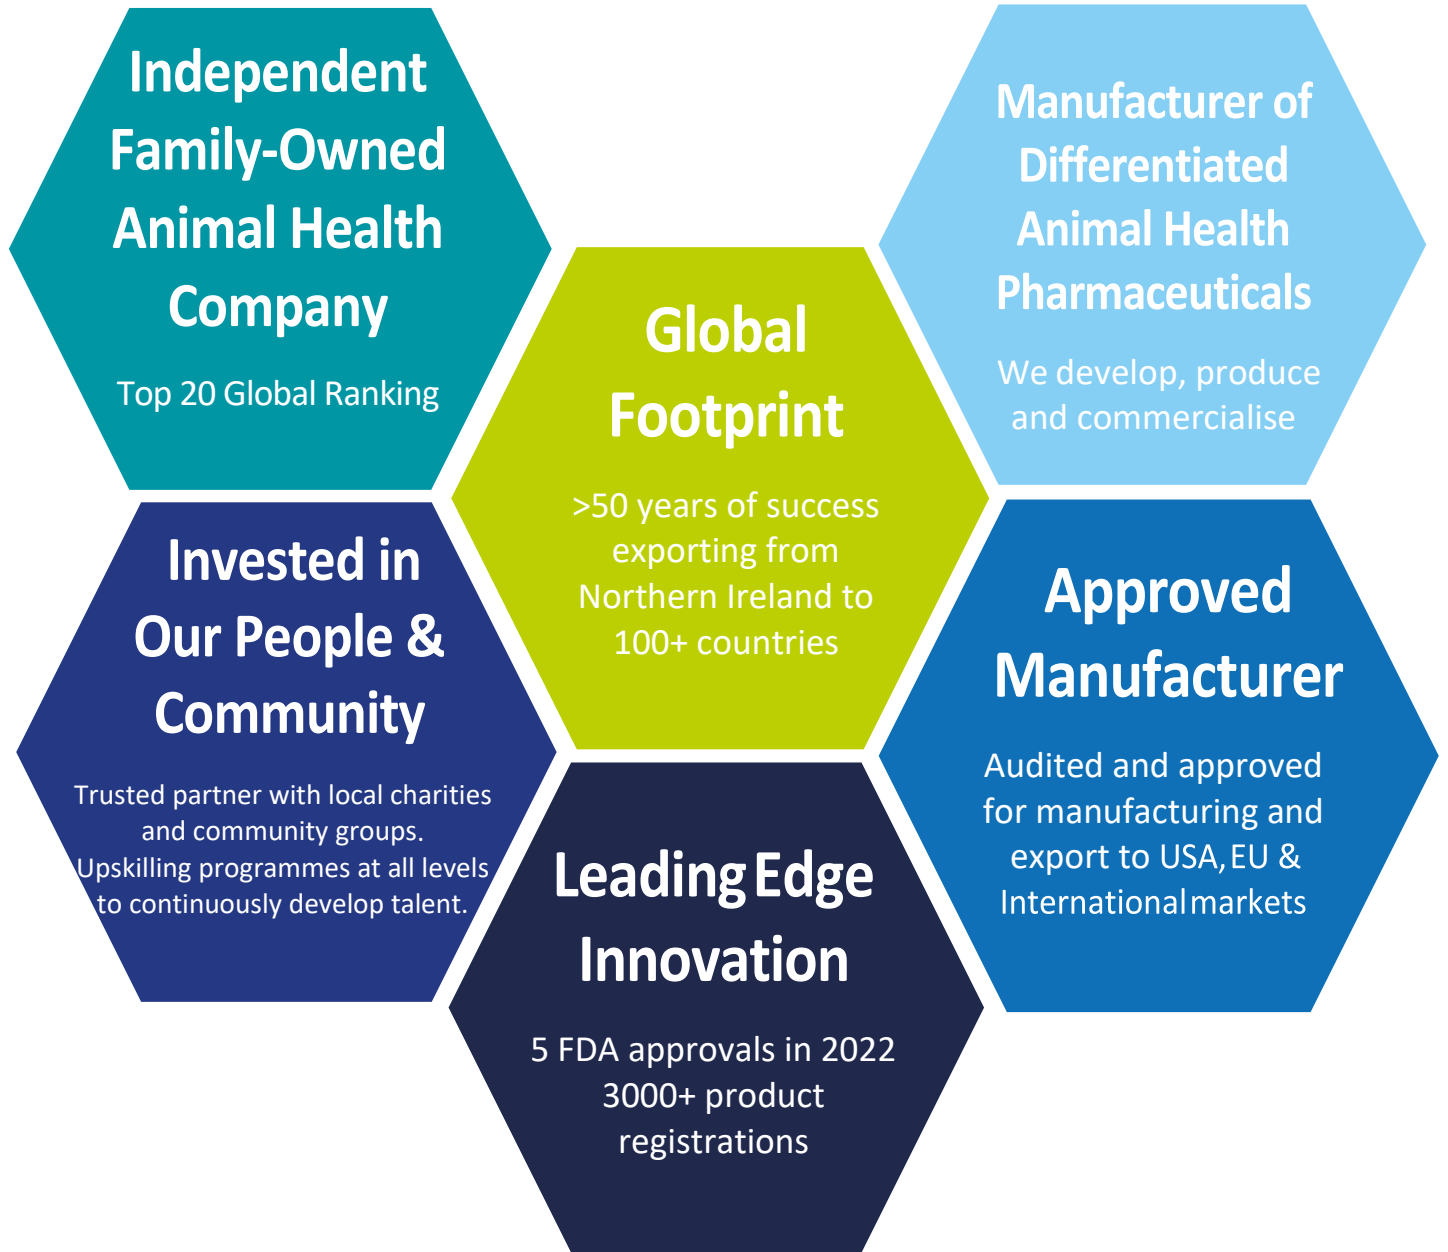 Independent
Family-Owned
Animal Health
Company
Top 20 Global Ranking
Manufacturer of
Differentiated
Animal Health
Pharmaceuticals
We develop, produce
and commercialise
Global
Footprint
>50 years of success
exporting from
Northern Ireland to
100+ countries
Invested in
Our People &
Community
Trusted partner with local charities
and community groups.
Upskilling programmes at all levels
to continuously develop talent.
Approved
Manufacturer
Audited and approved
for manufacturing and
export to USA, EU &
International markets
Leading Edge
Innovation
5 FDA approvals in 2022
3000+ product
registrations